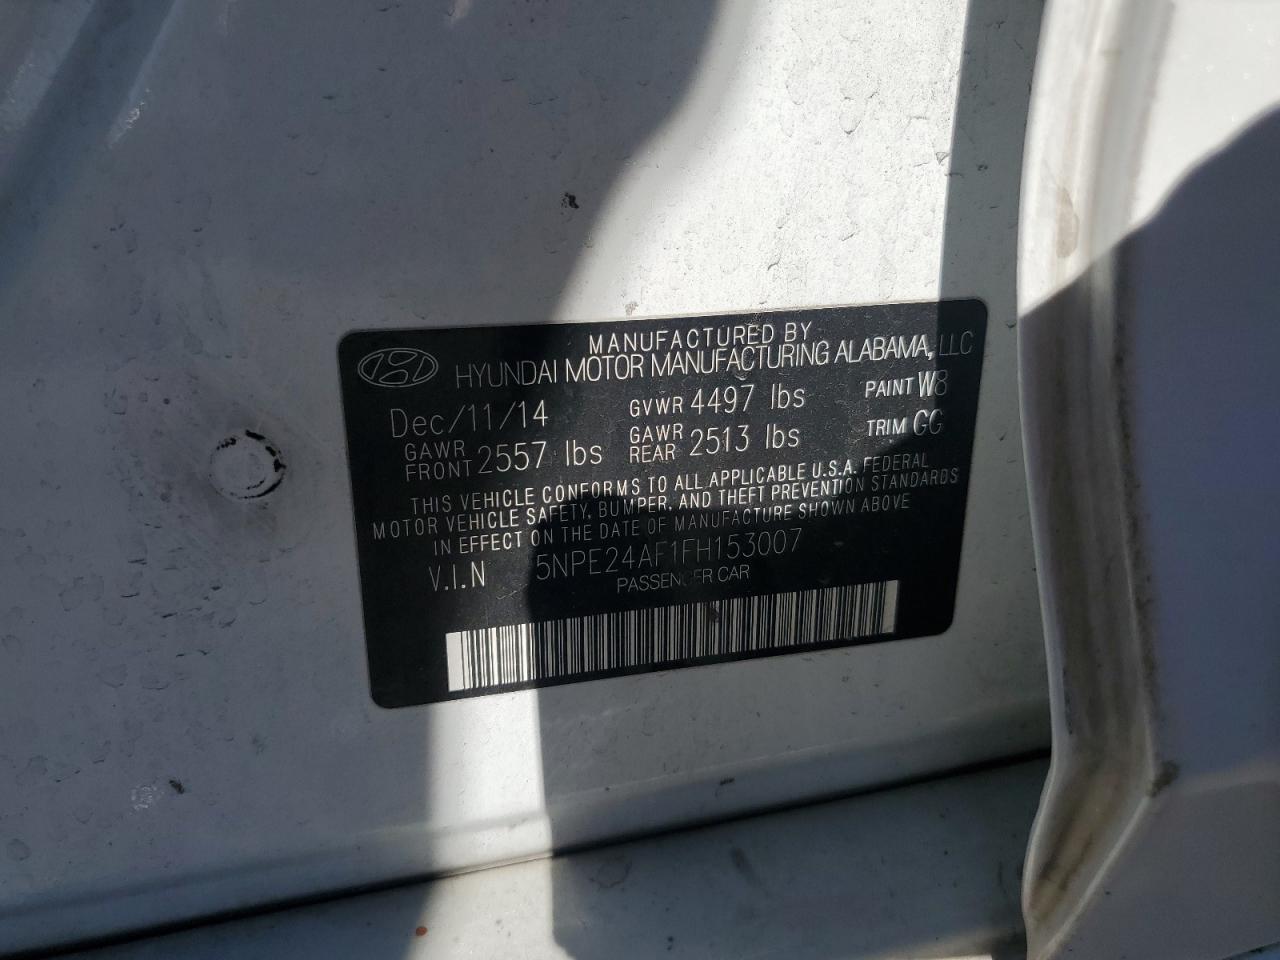 MANUFACTURED BY
HYUNDAI MOTOR MANUFACTURING ALABAMA, LLC
Dec/11/14 GVWR 4497 lbs PAINT W8
GAWR FRONT 2557 lbs GAWR REAR 2513 lbs TRIM GG
THIS VEHICLE CONFORMS TO ALL APPLICABLE U.S.A. FEDERAL
MOTOR VEHICLE SAFETY, BUMPER, AND THEFT PREVENTION STANDARDS
IN EFFECT ON THE DATE OF MANUFACTURE SHOWN ABOVE
V.I.N 5NPE24AF1FH153007
PASSENGER CAR